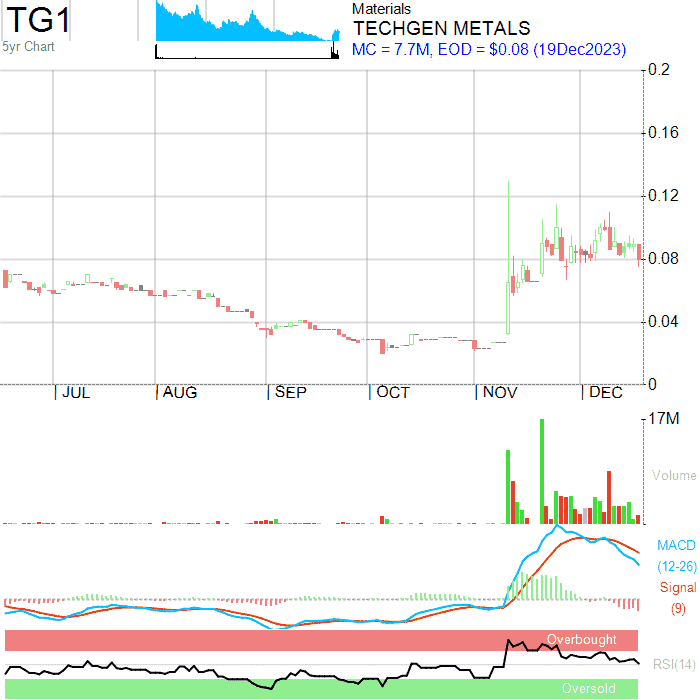 TG1
5yr Chart
Materials
TECHGEN METALS
MC = 7.7M, EOD = $0.08 (19Dec2023)
0.2
0.16
0.12
0.08
0.04
0
JUL
AUG
SEP
OCT
NOV
DEC
17M
Volume
MACD
(12-26)
Signal
(9)
Overbought
RSI(14)
Oversold